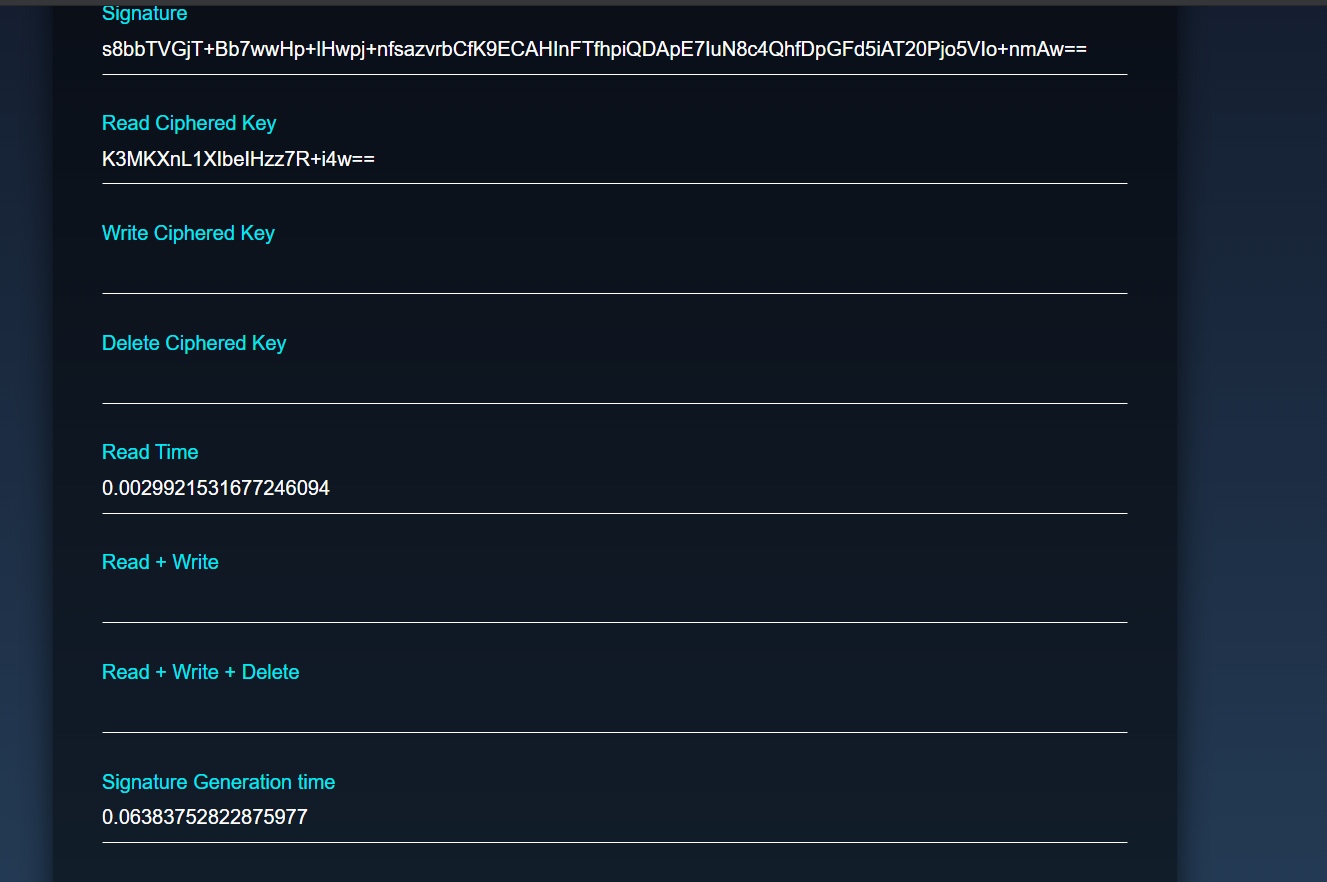 Signature
s8bbTVGjT+Bb7wwHp+lHwpj+nfsazvrbCfK9ECAHInFTfhpiQDApE7IuN8c4QhfDpGFd5iAT20Pjo5VIo+nmAw==
Read Ciphered Key
K3MKXnL1XIbeIHzz7R+i4w==
Write Ciphered Key
Delete Ciphered Key
Read Time
0.0029921531677246094
Read + Write
Read + Write + Delete
Signature Generation time
0.06383752822875977